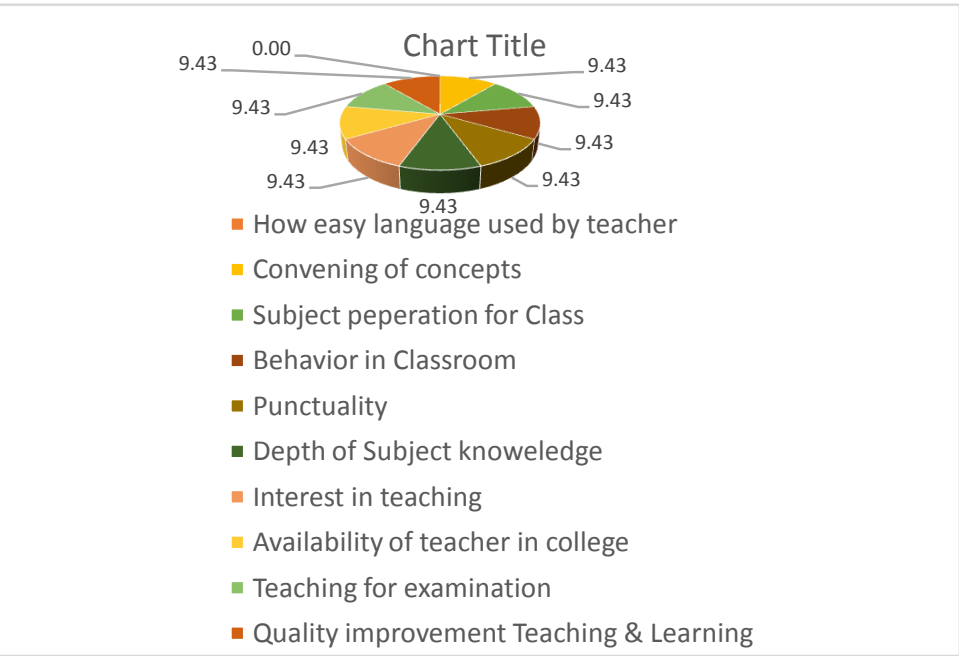 Chart Title
0.00
9.43
9.43
9.43
9.43
9.43
9.43
9.43
9.43
9.43
How easy language used by teacher
Convening of concepts
Subject peperation for Class
Behavior in Classroom
Punctuality
Depth of Subject knoweledge
Interest in teaching
Availability of teacher in college
Teaching for examination
Quality improvement Teaching & Learning